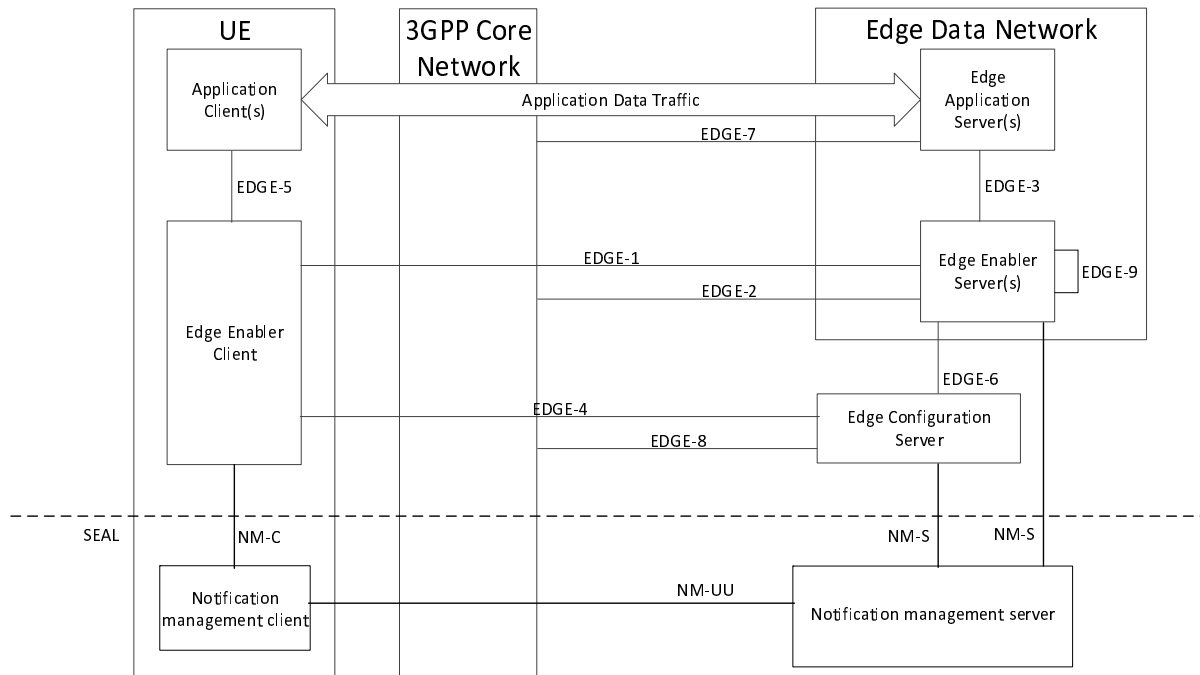 UE
3GPP Core
Network
Edge Data Network
Application
Client(s)
Application Data Traffic
Edge
Application
Server(s)
EDGE-7
EDGE-5
EDGE-3
EDGE-1
Edge Enabler
Server(s)
EDGE-9
EDGE-2
Edge Enabler
Client
EDGE-6
EDGE-4
Edge Configuration
Server
EDGE-8
SEAL
NM-C
NM-S
NM-S
Notification
management client
NM-UU
Notification management server